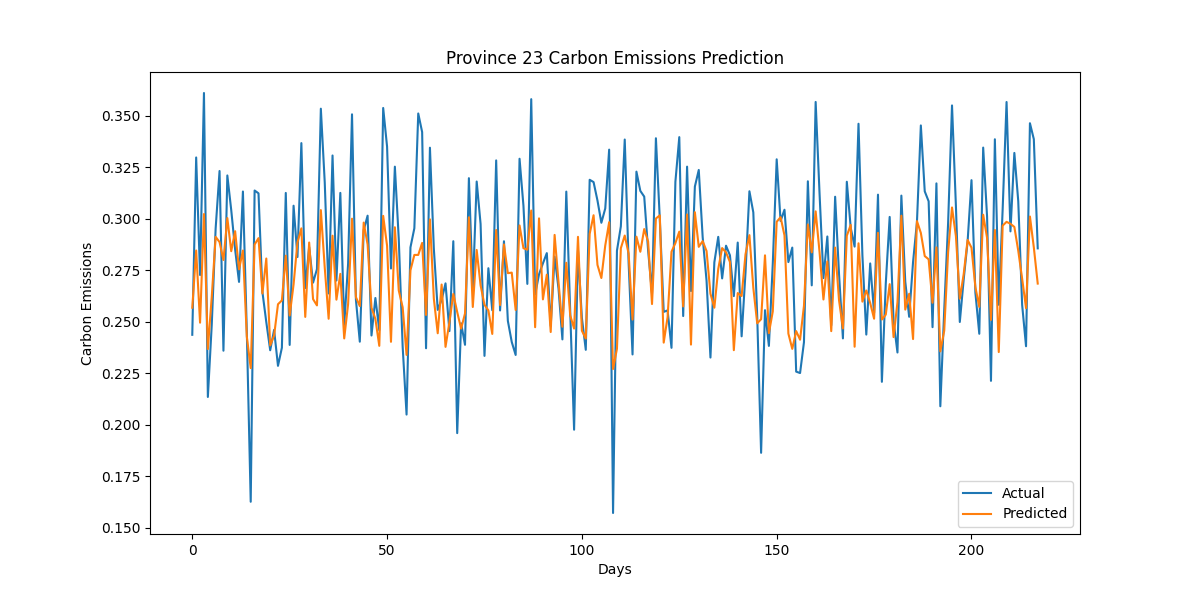 Province 23 Carbon Emissions Prediction
Carbon Emissions
0.350
0.325
0.300
0.275
0.250
0.225
0.200
0.175
0.150
0 50 100 150 200
Days
Actual
Predicted